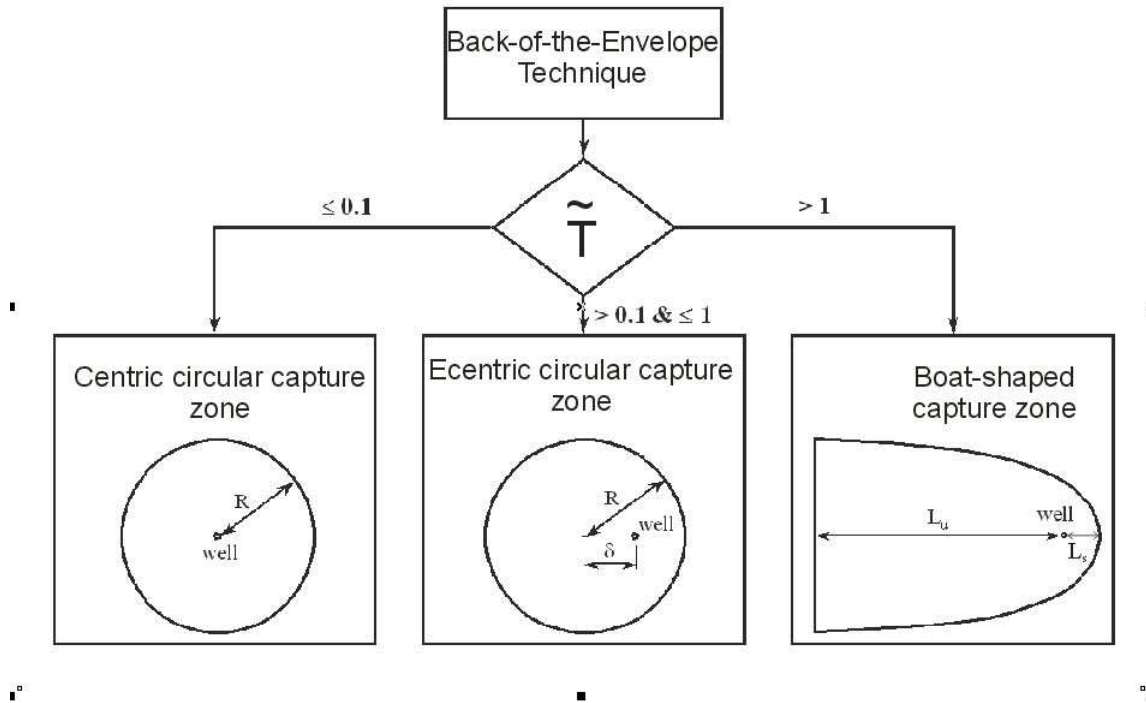 Back-of-the-Envelope
Technique
T̃
≤ 0.1
> 1
> 0.1 & ≤ 1
Centric circular capture
zone
R
well
Ecentric circular capture
zone
R
well
δ
Boat-shaped
capture zone
Lᵤ
well
Lₛ